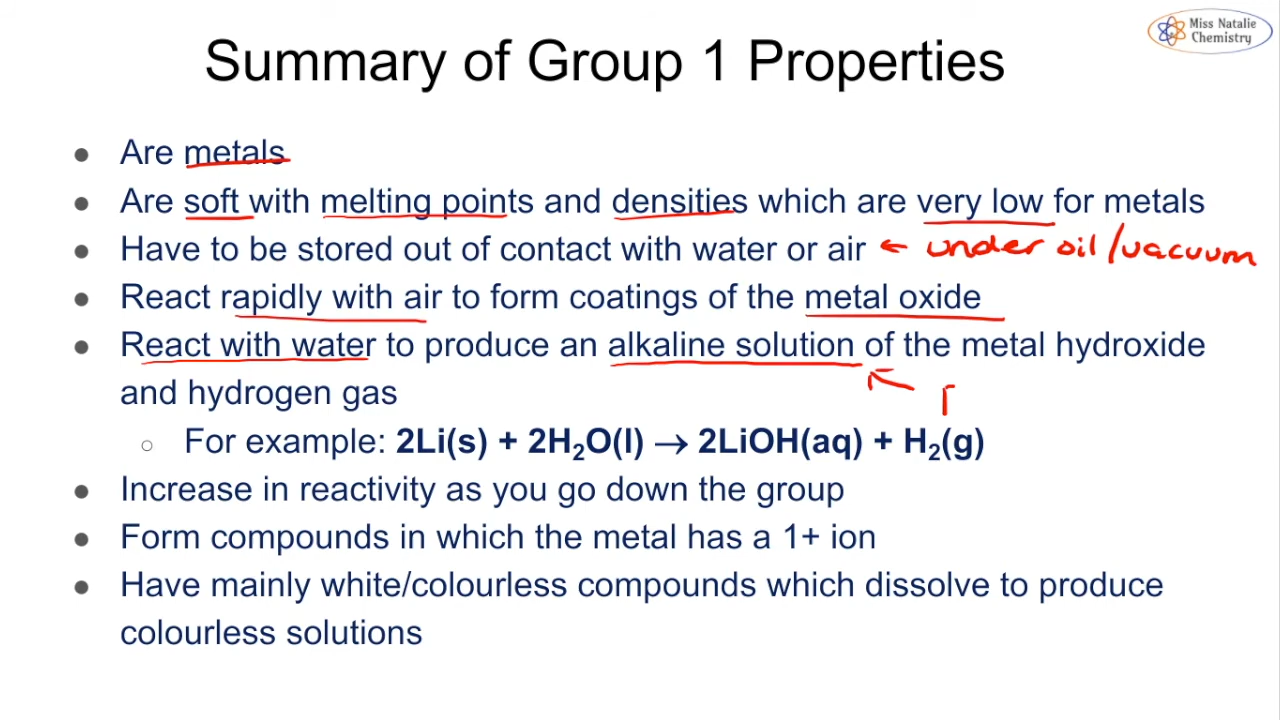 Miss Natalie
Chemistry
Summary of Group 1 Properties
● Are metals
● Are soft with melting points and densities which are very low for metals
● Have to be stored out of contact with water or air ← under oil/vacuum
● React rapidly with air to form coatings of the metal oxide
● React with water to produce an alkaline solution of the metal hydroxide
and hydrogen gas
○ For example: 2Li(s) + 2H₂O(l) → 2LiOH(aq) + H₂(g)
● Increase in reactivity as you go down the group
● Form compounds in which the metal has a 1+ ion
● Have mainly white/colourless compounds which dissolve to produce
colourless solutions